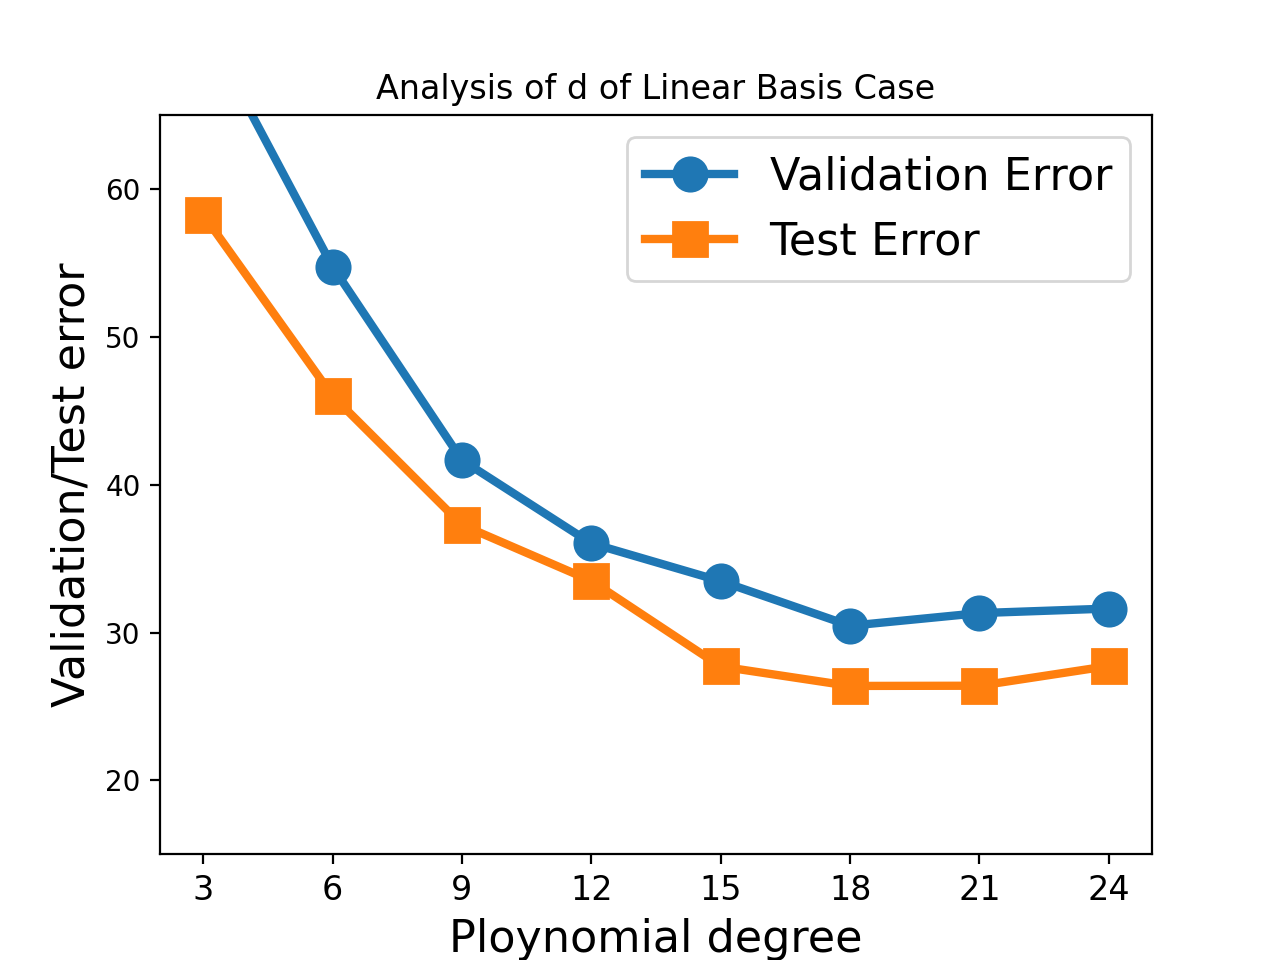 Analysis of d of Linear Basis Case
Validation Error
Test Error
Validation/Test error
60
50
40
30
20
3 6 9 12 15 18 21 24
Ploynomial degree